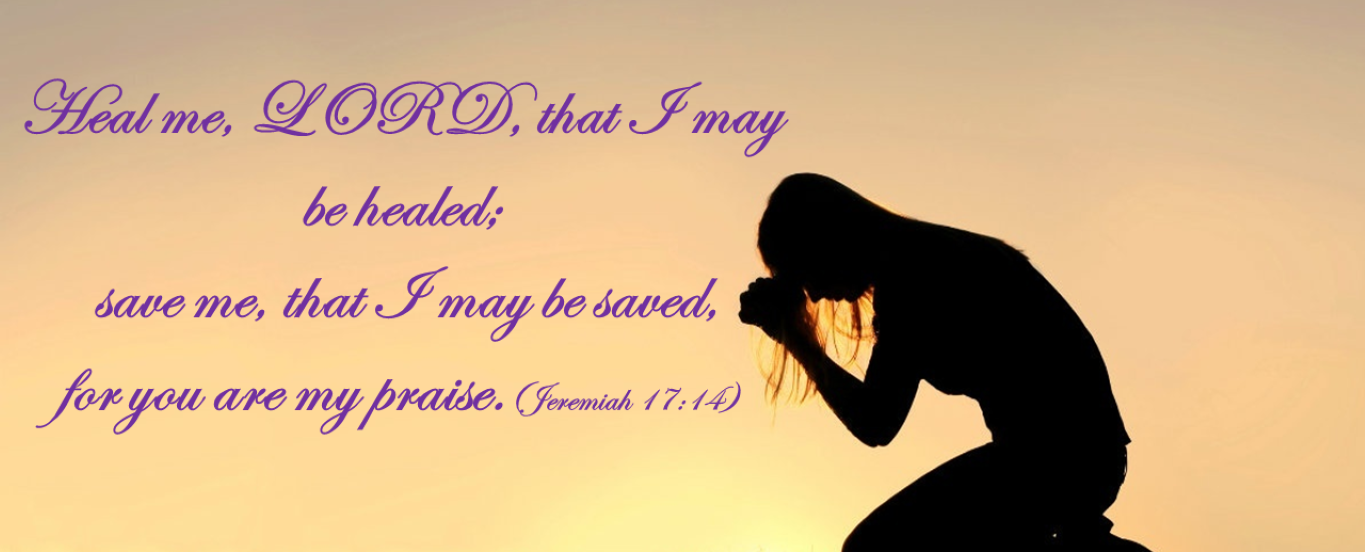 Heal me, LORD, that I may
be healed;
save me, that I may be saved,
for you are my praise. (Jeremiah 17:14)